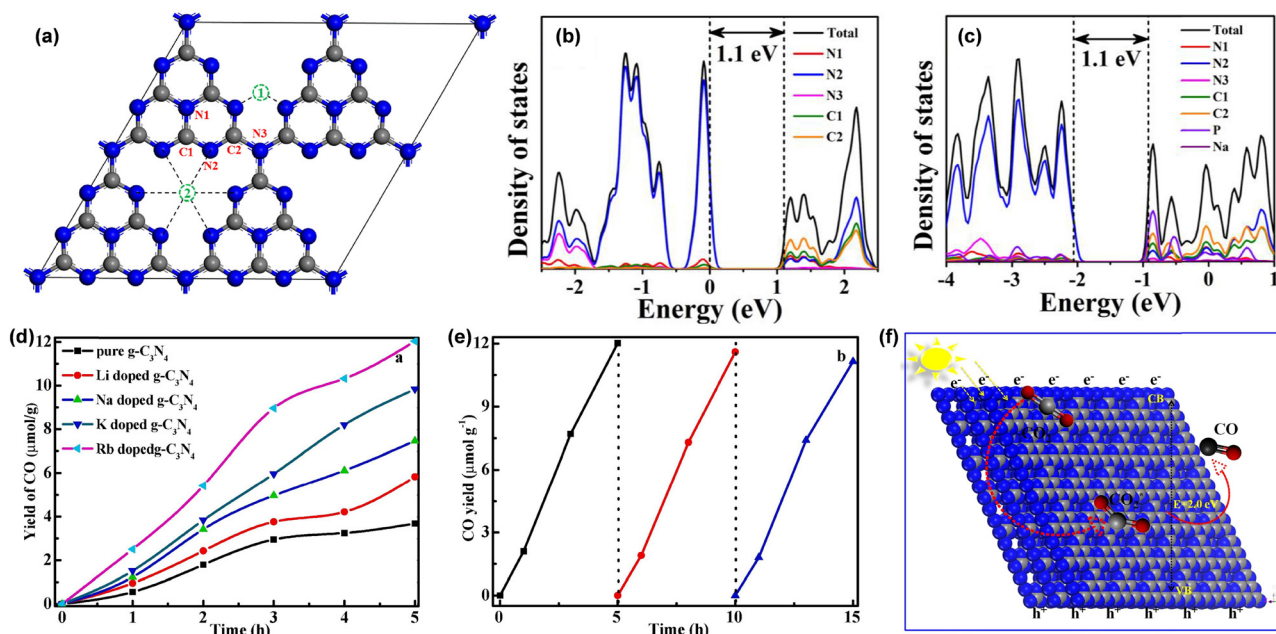 (a)
1
N1
N3
C1
C2
N2
2
(b)
1.1 eV
Total
N1
N2
N3
C1
C2
Density of states
-2
-1
0
1
2
Energy (eV)
(c)
1.1 eV
Total
N1
N2
N3
C1
C2
P
Na
Density of states
-4
-3
-2
-1
0
1
Energy (eV)
(d)
a
pure g-C₃N₄
Li doped g-C₃N₄
Na doped g-C₃N₄
K doped g-C₃N₄
Rb dopedg-C₃N₄
Yield of CO (μmol/g)
12
10
8
6
4
2
0
0
1
2
3
4
5
Time (h)
(e)
b
CO yield (μmol g⁻¹)
12
9
6
3
0
0
5
10
15
Time (h)
(f)
e⁻ e⁻ e⁻ e⁻ e⁻ e⁻ e⁻
CB
CO₂
CO
CO₂
2.0 eV
VB
h⁺ h⁺ h⁺ h⁺ h⁺ h⁺